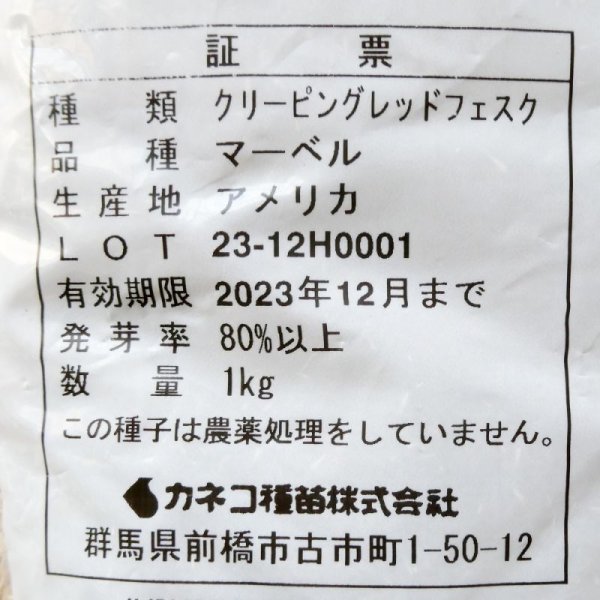 証 票
種 類 クリーピングレッドフェスク
品 種 マーベル
生 産 地 アメリカ
L O T 23-12H0001
有効期限 2023年12月まで
発 芽 率 80%以上
数 量 1kg
この種子は農薬処理をしていません。
カネコ種苗株式会社
群馬県前橋市古市町1-50-12